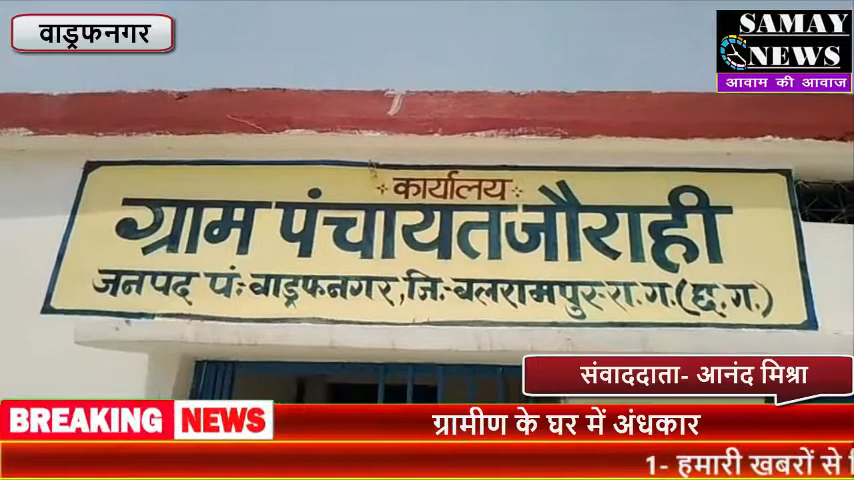 वाड्रफनगर
SAMAY
NEWS
आवाम की आवाज
कार्यालय
ग्राम पंचायत जौराही
जनपद पं. वाड्रफनगर, जि.- बलरामपुर-रा. ग. (छ. ग.)
संवाददाता- आनंद मिश्रा
BREAKING NEWS
ग्रामीण के घर में अंधकार
1- हमारी खबरों से